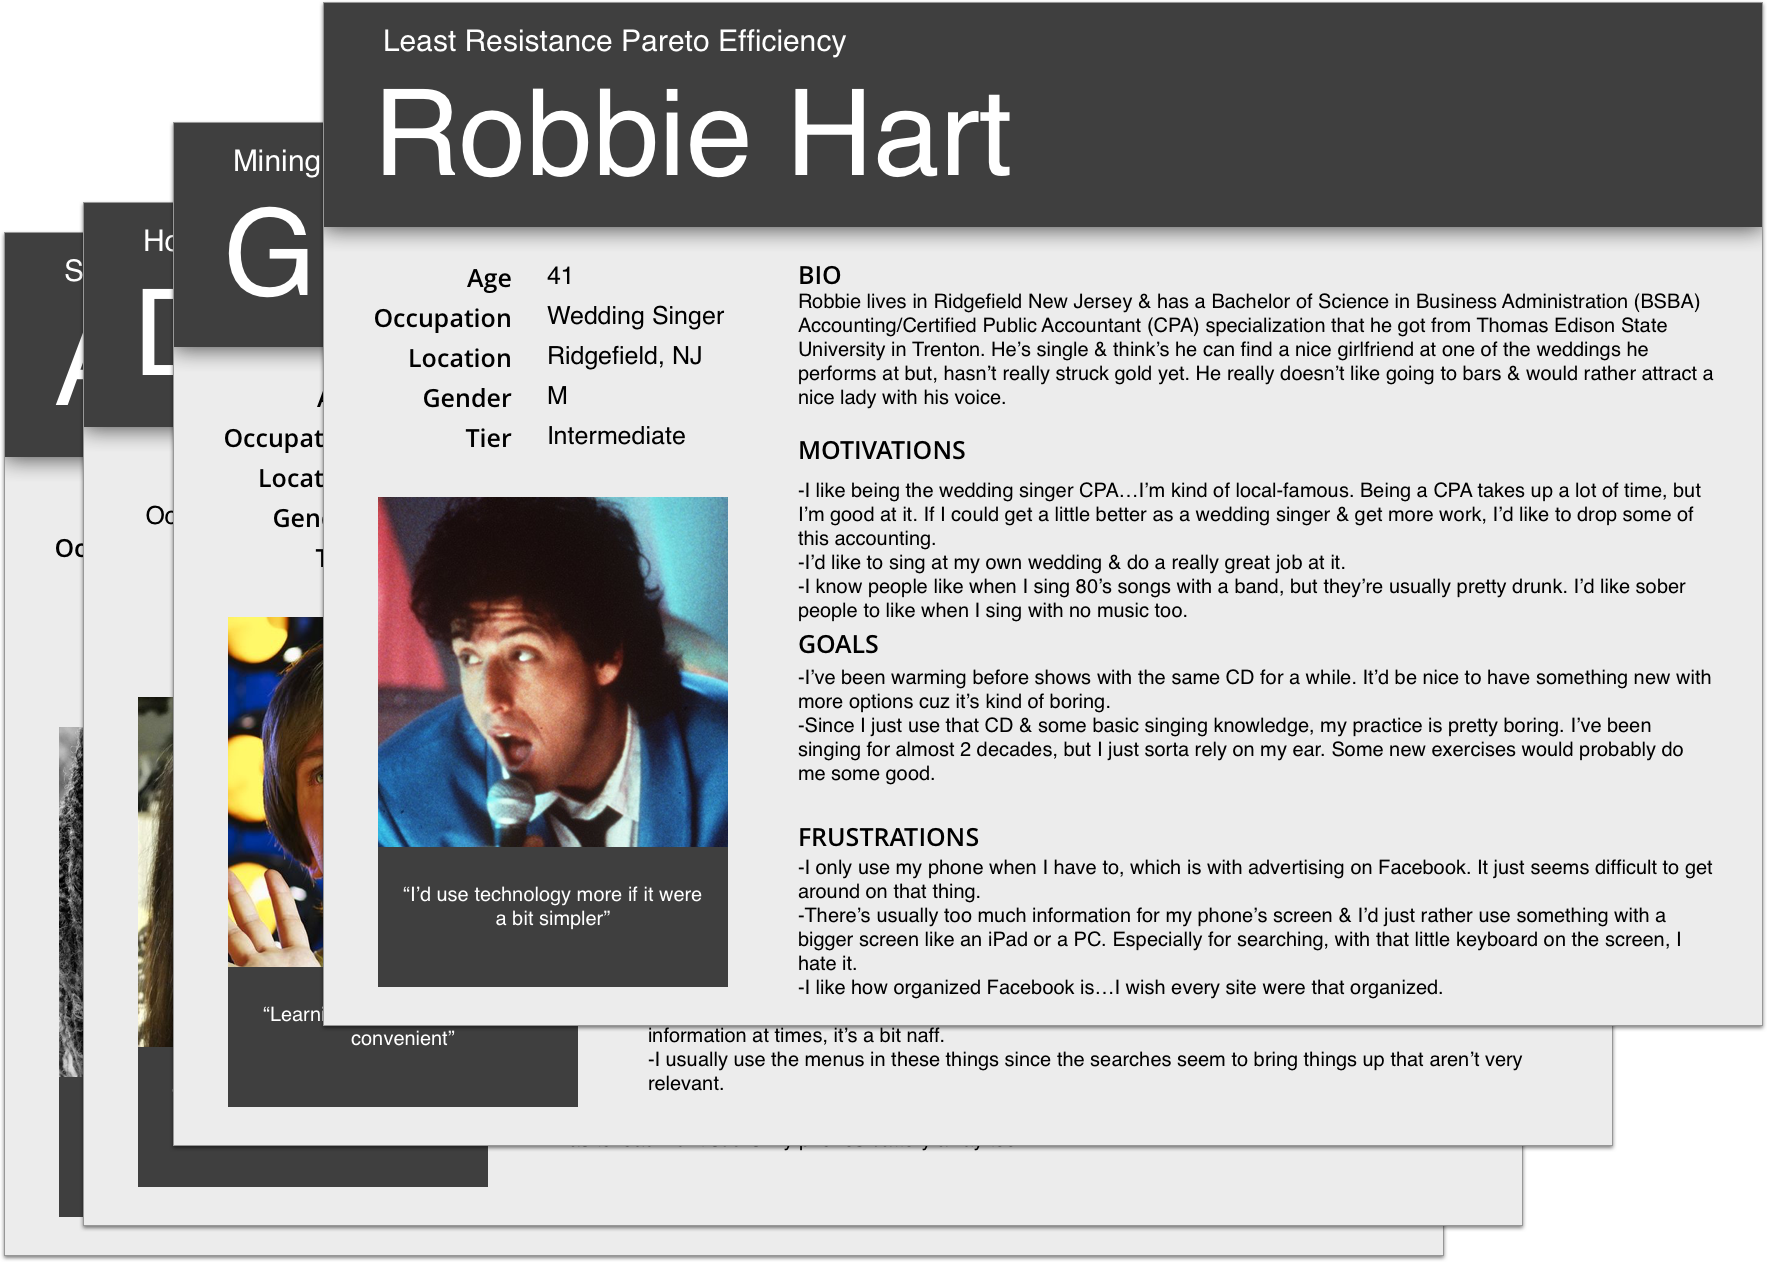 Least Resistance Pareto Efficiency
Robbie Hart
Age 41
Occupation Wedding Singer
Location Ridgefield, NJ
Gender M
Tier Intermediate
“I’d use technology more if it were
a bit simpler”
BIO
Robbie lives in Ridgefield New Jersey & has a Bachelor of Science in Business Administration (BSBA)
Accounting/Certified Public Accountant (CPA) specialization that he got from Thomas Edison State
University in Trenton. He’s single & think’s he can find a nice girlfriend at one of the weddings he
performs at but, hasn’t really struck gold yet. He really doesn’t like going to bars & would rather attract a
nice lady with his voice.
MOTIVATIONS
-I like being the wedding singer CPA…I’m kind of local-famous. Being a CPA takes up a lot of time, but
I’m good at it. If I could get a little better as a wedding singer & get more work, I’d like to drop some of
this accounting.
-I’d like to sing at my own wedding & do a really great job at it.
-I know people like when I sing 80’s songs with a band, but they’re usually pretty drunk. I’d like sober
people to like when I sing with no music too.
GOALS
-I’ve been warming before shows with the same CD for a while. It’d be nice to have something new with
more options cuz it’s kind of boring.
-Since I just use that CD & some basic singing knowledge, my practice is pretty boring. I’ve been
singing for almost 2 decades, but I just sorta rely on my ear. Some new exercises would probably do
me some good.
FRUSTRATIONS
-I only use my phone when I have to, which is with advertising on Facebook. It just seems difficult to get
around on that thing.
-There’s usually too much information for my phone’s screen & I’d just rather use something with a
bigger screen like an iPad or a PC. Especially for searching, with that little keyboard on the screen, I
hate it.
-I like how organized Facebook is…I wish every site were that organized.
Mining
G
Occupat
Locat
Gen
“Learni
convenient”
information at times, it’s a bit naff.
-I usually use the menus in these things since the searches seem to bring things up that aren’t very
relevant.
Ho
D
Oc
S
A
Oc